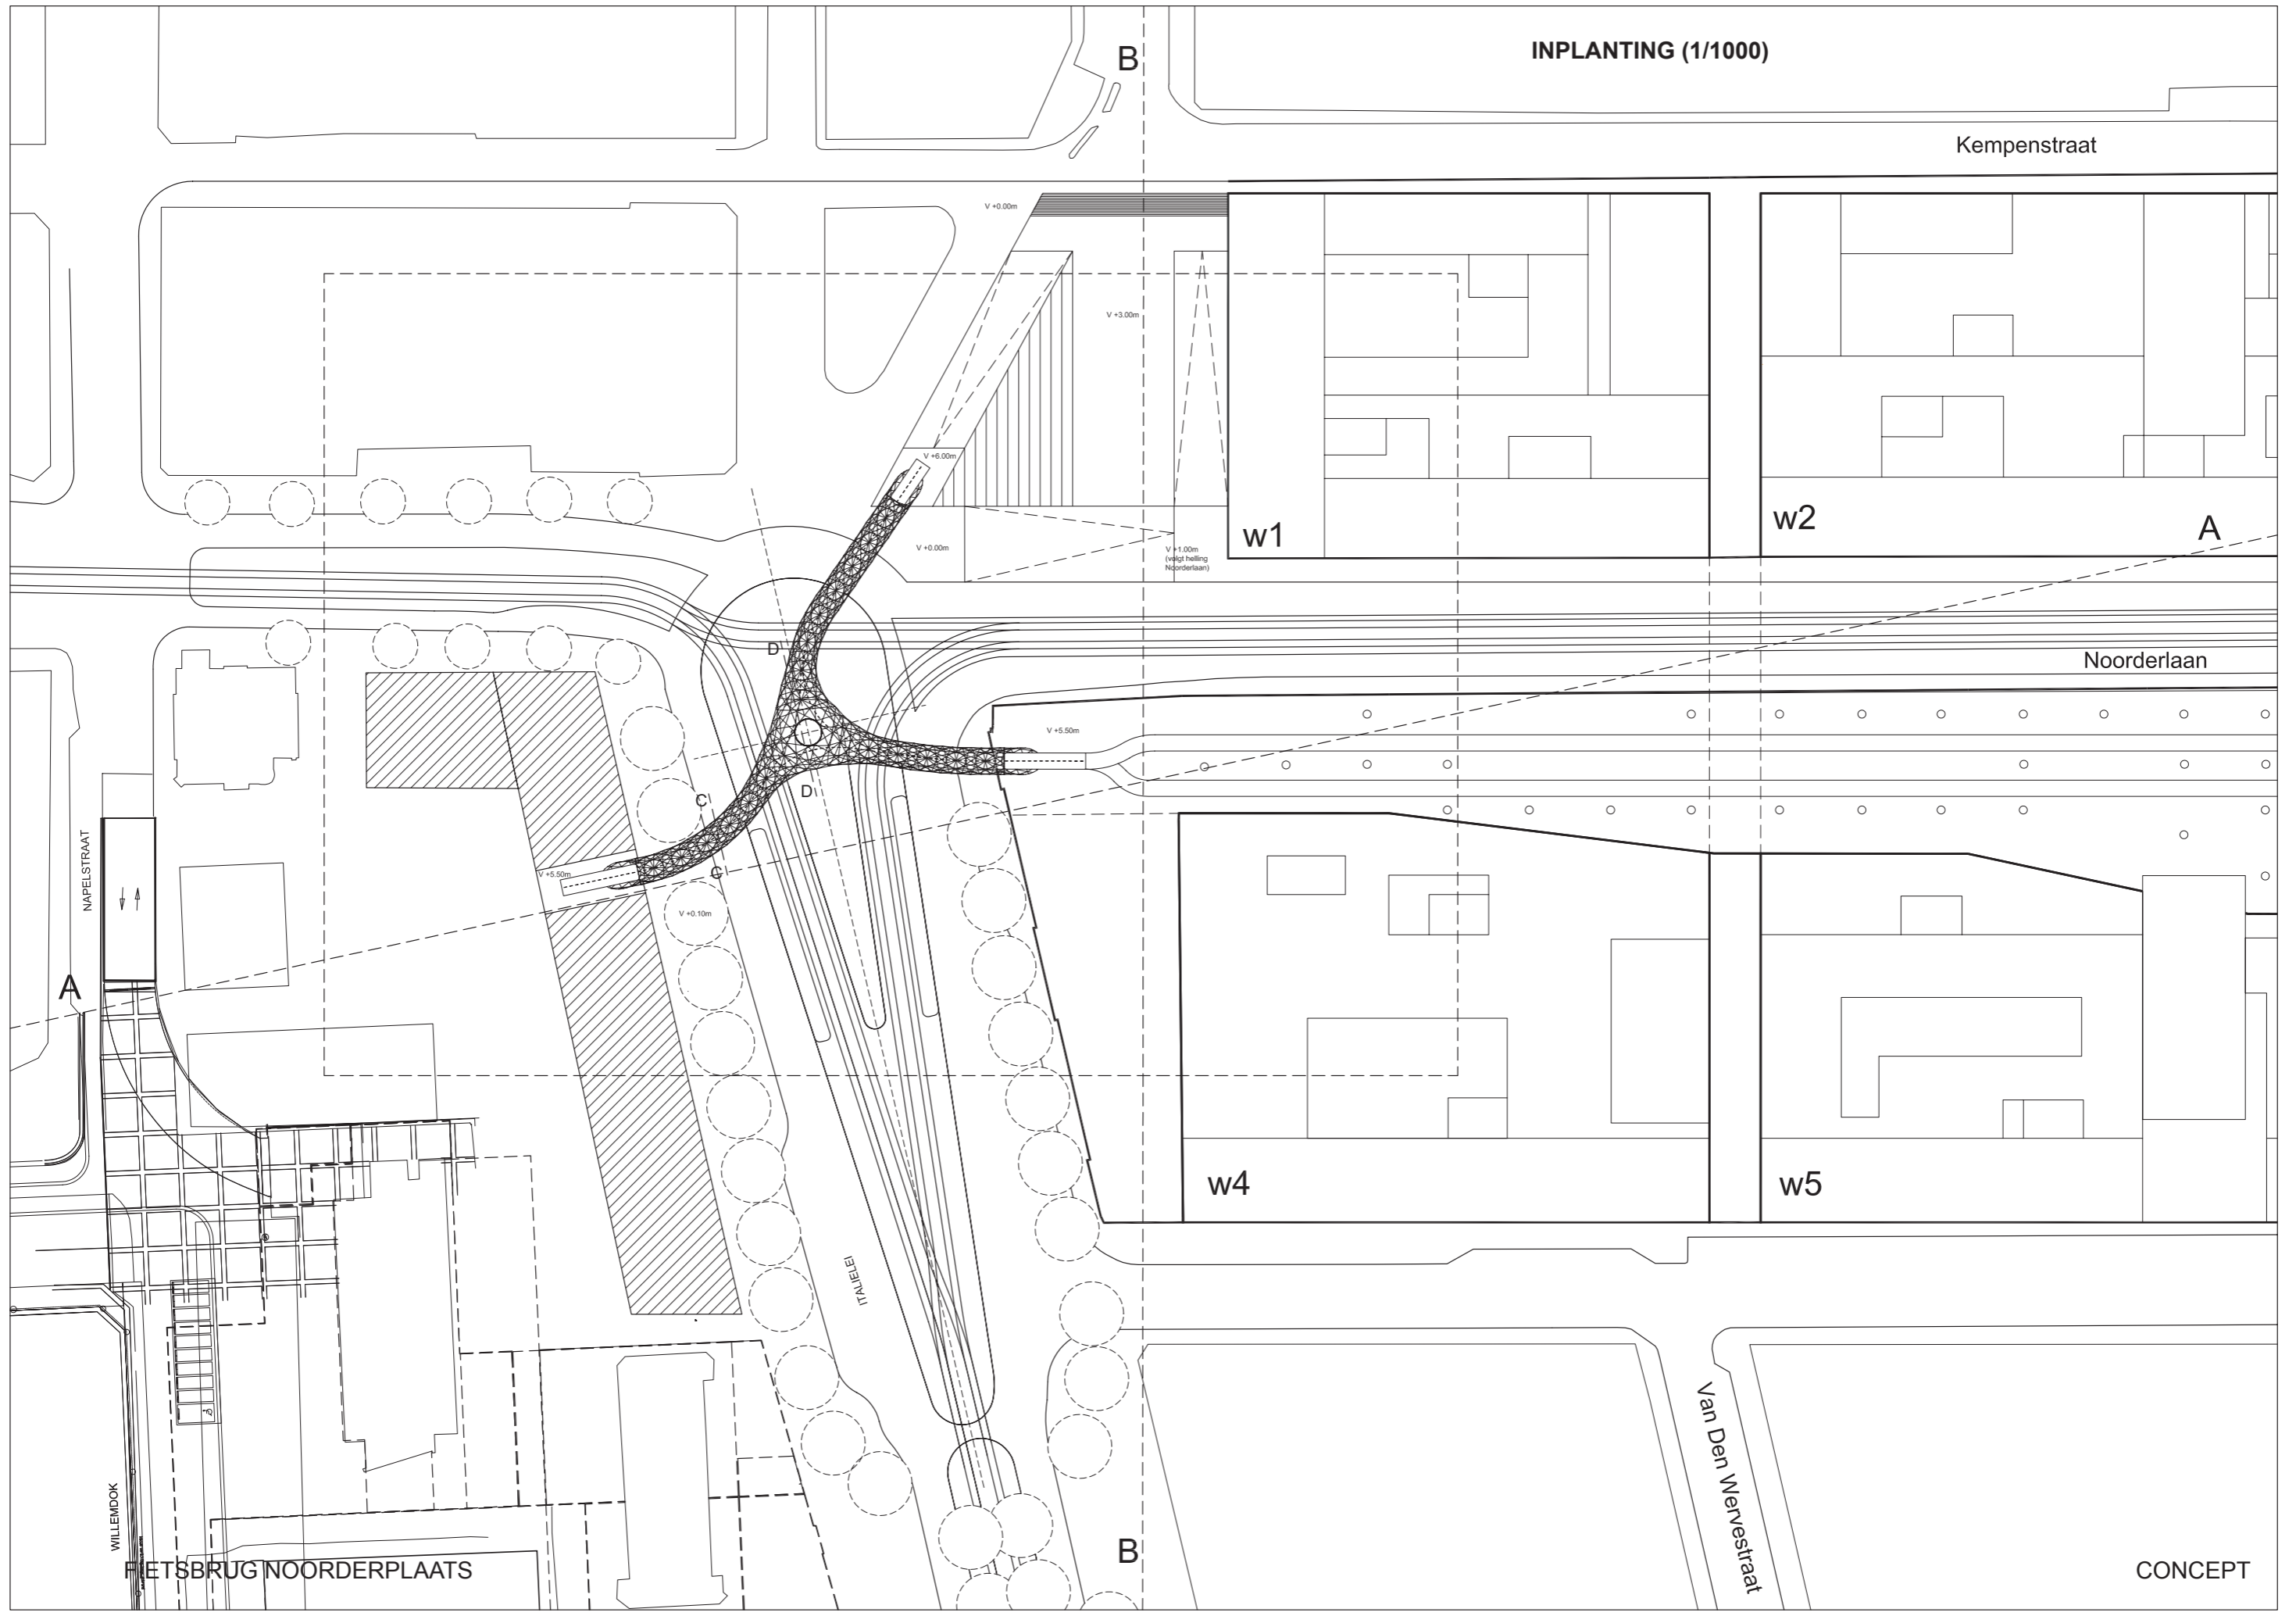 B
INPLANTING (1/1000)
Kempenstraat
V +0.00m
V +3.00m
V +6.00m
w1
w2
A
V +0.00m
V +1.00m
(volgt helling
Noorderlaan)
D
Noorderlaan
V +5.50m
D
C
C
V +5.50m
NAPELSTRAAT
V +0.10m
A
w4
w5
ITALIELEI
Van Den Wervestraat
WILLEMDOK
B
FIETSBRUG NOORDERPLAATS
CONCEPT